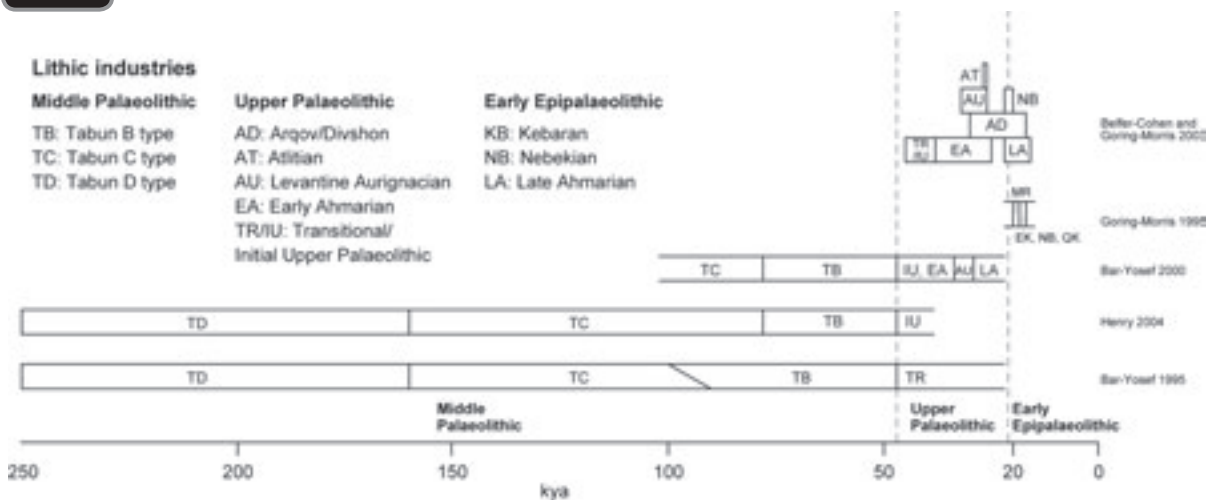 Lithic industries
Middle Palaeolithic
TB: Tabun B type
TC: Tabun C type
TD: Tabun D type
Upper Palaeolithic
AD: Arqov/Divshon
AT: Atlitian
AU: Levantine Aurignacian
EA: Early Ahmarian
TR/IU: Transitional/
Initial Upper Palaeolithic
Early Epipalaeolithic
KB: Kebaran
NB: Nebekian
LA: Late Ahmarian
AT
AU
NB
AD
TR
IU
EA
LA
Belfer-Cohen and
Goring-Morris 2003
MR
EK, NB, QK
Goring-Morris 1995
TC
TB
IU, EA
AU
LA
Bar-Yosef 2000
TD
TC
TB
IU
Henry 2004
TD
TC
TB
TR
Bar-Yosef 1995
Middle
Palaeolithic
Upper
Palaeolithic
Early
Epipalaeolithic
250
200
150
100
50
20
0
kya